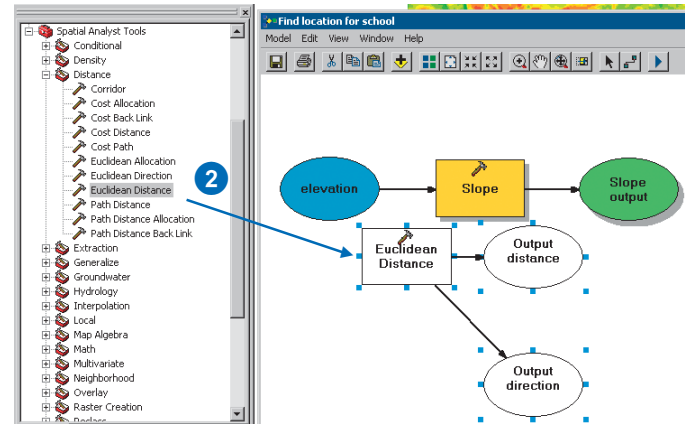 Spatial Analyst Tools
Conditional
Density
Distance
Corridor
Cost Allocation
Cost Back Link
Cost Distance
Cost Path
Euclidean Allocation
Euclidean Direction
Euclidean Distance
Path Distance
Path Distance Allocation
Path Distance Back Link
Extraction
Generalize
Groundwater
Hydrology
Interpolation
Local
Map Algebra
Math
Multivariate
Neighborhood
Overlay
Raster Creation
2
Find location for school
Model Edit View Window Help
elevation
Slope
Slope
output
Euclidean
Distance
Output
distance
Output
direction